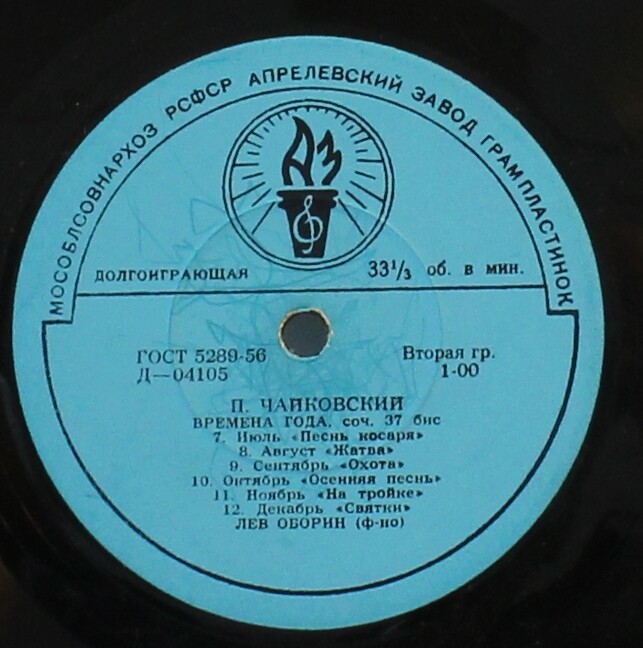 МОСОБЛСОВНАРХОЗ РСФСР АПРЕЛЕВСКИЙ ЗАВОД ГРАМПЛАСТИНОК
АЗ
ДОЛГОИГРАЮЩАЯ 33⅓ об. в мин.
ГОСТ 5289-56 Вторая гр.
Д—04105 1-00
П. ЧАЙКОВСКИЙ
ВРЕМЕНА ГОДА, соч. 37 бис
7. Июль «Песнь косаря»
8. Август «Жатва»
9. Сентябрь «Охота»
10. Октябрь «Осенняя песнь»
11. Ноябрь «На тройке»
12. Декабрь «Святки»
ЛЕВ ОБОРИН (ф-но)